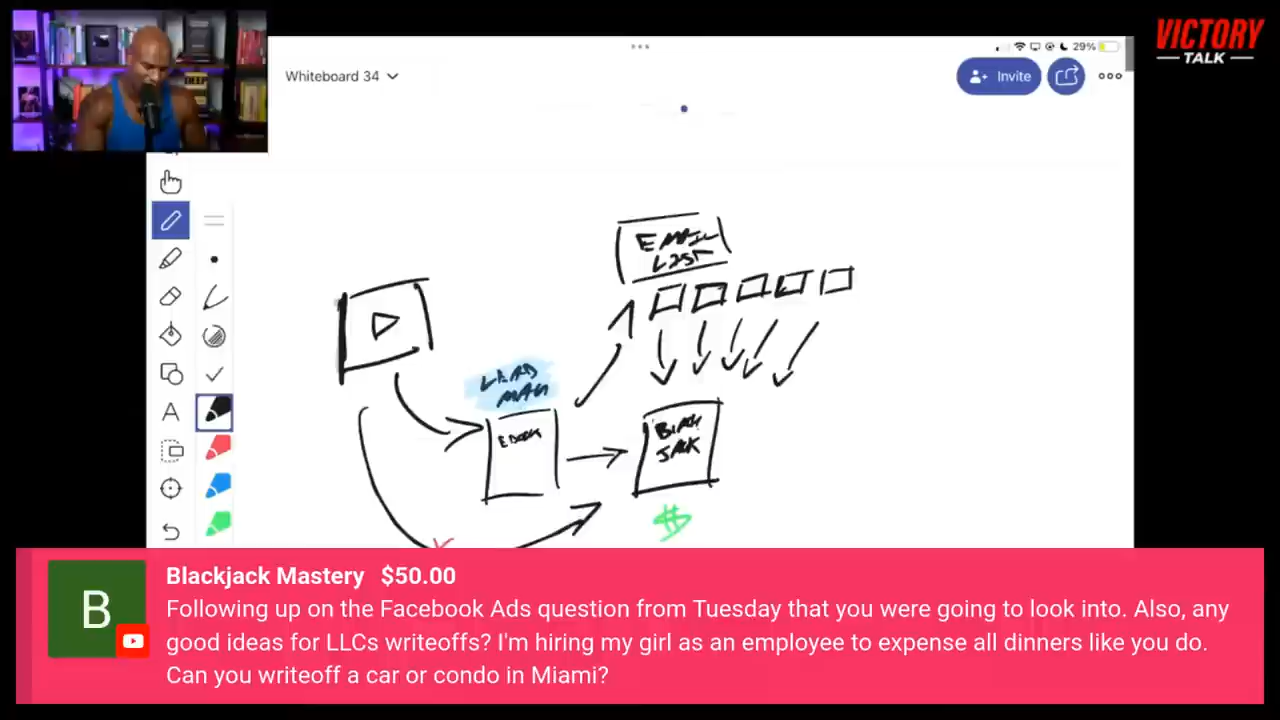 VICTORY
TALK
29%
Whiteboard 34
Invite
EMAIL
LIST
LEAD
MAG
EBOOK
BLACK
JACK
$
A
B
Blackjack Mastery $50.00
Following up on the Facebook Ads question from Tuesday that you were going to look into. Also, any
good ideas for LLCs writeoffs? I'm hiring my girl as an employee to expense all dinners like you do.
Can you writeoff a car or condo in Miami?